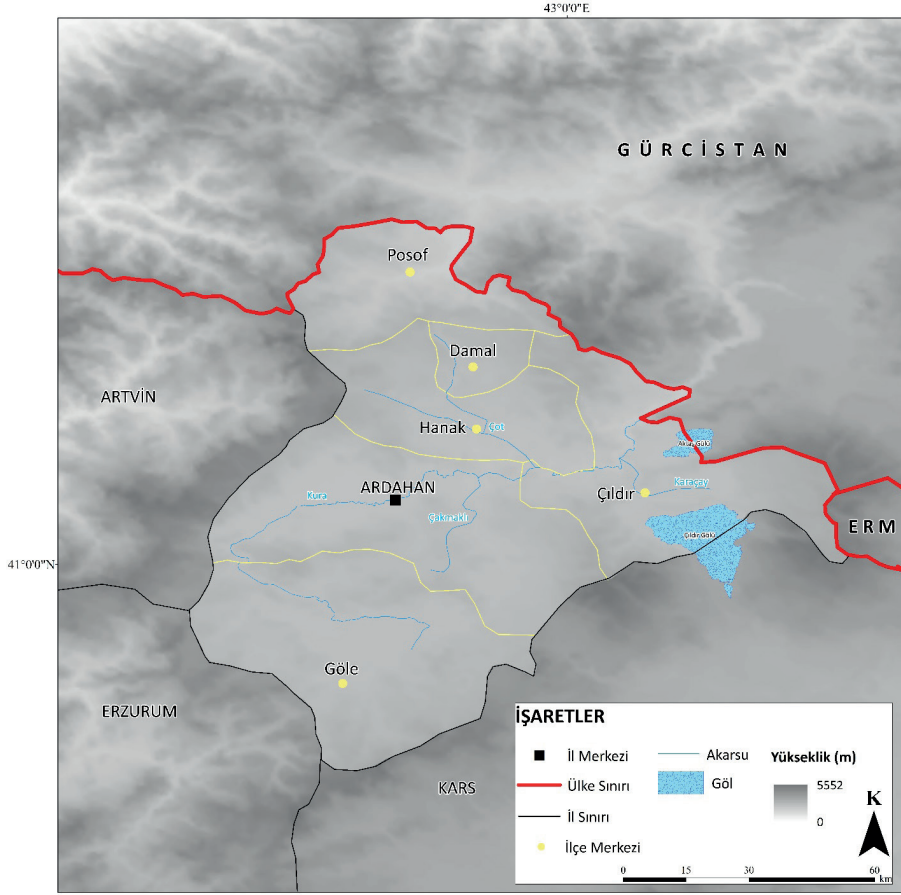 43°0'0"E
GÜRCİSTAN
Posof
Damal
ARTVİN
Hanak
Çot
Aktaş Gölü
ARDAHAN
Kura
Çıldır
Karaçay
Çakmaklı
Çıldır Gölü
ERM
41°0'0"N
Göle
ERZURUM
KARS
İŞARETLER
İl Merkezi
Akarsu
Yükseklik (m)
Ülke Sınırı
Göl
5552
0
İl Sınırı
K
İlçe Merkezi
0 15 30 60
km